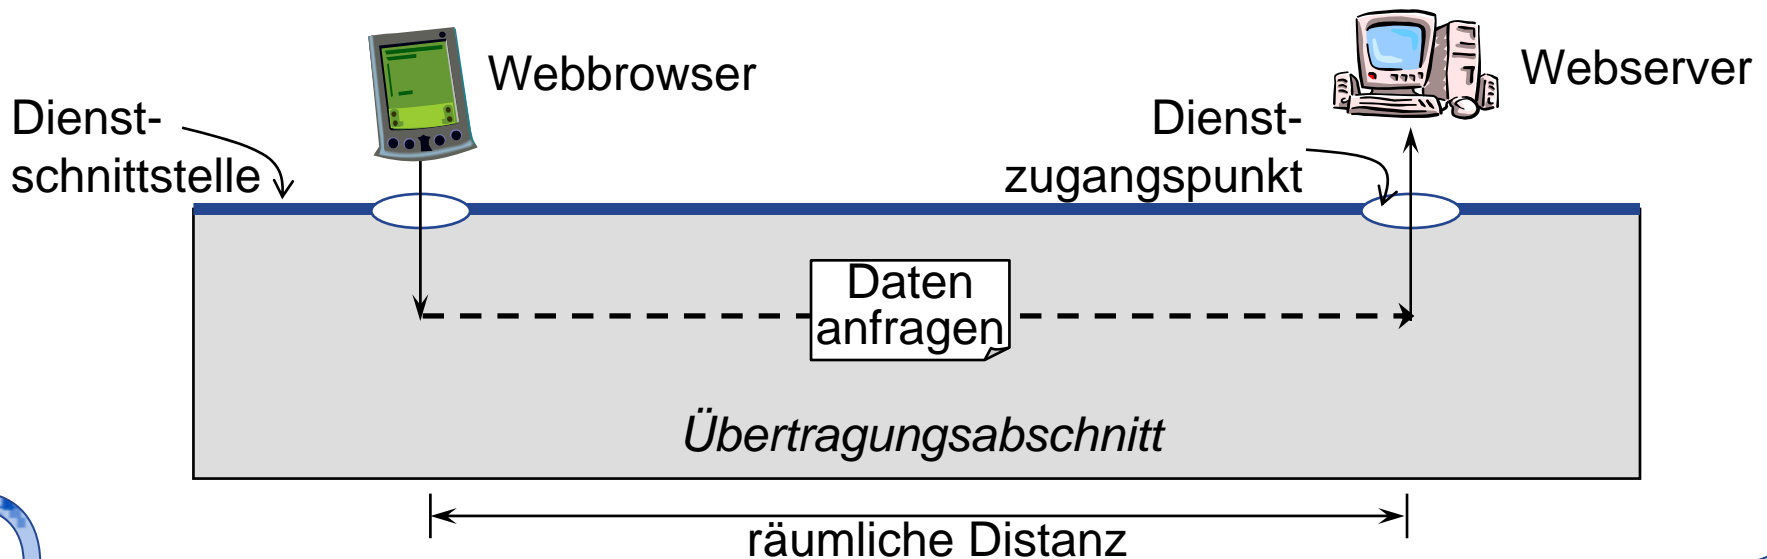 Webbrowser
Webserver
Dienst-
schnittstelle
Dienst-
zugangspunkt
Daten
anfragen
Übertragungsabschnitt
räumliche Distanz